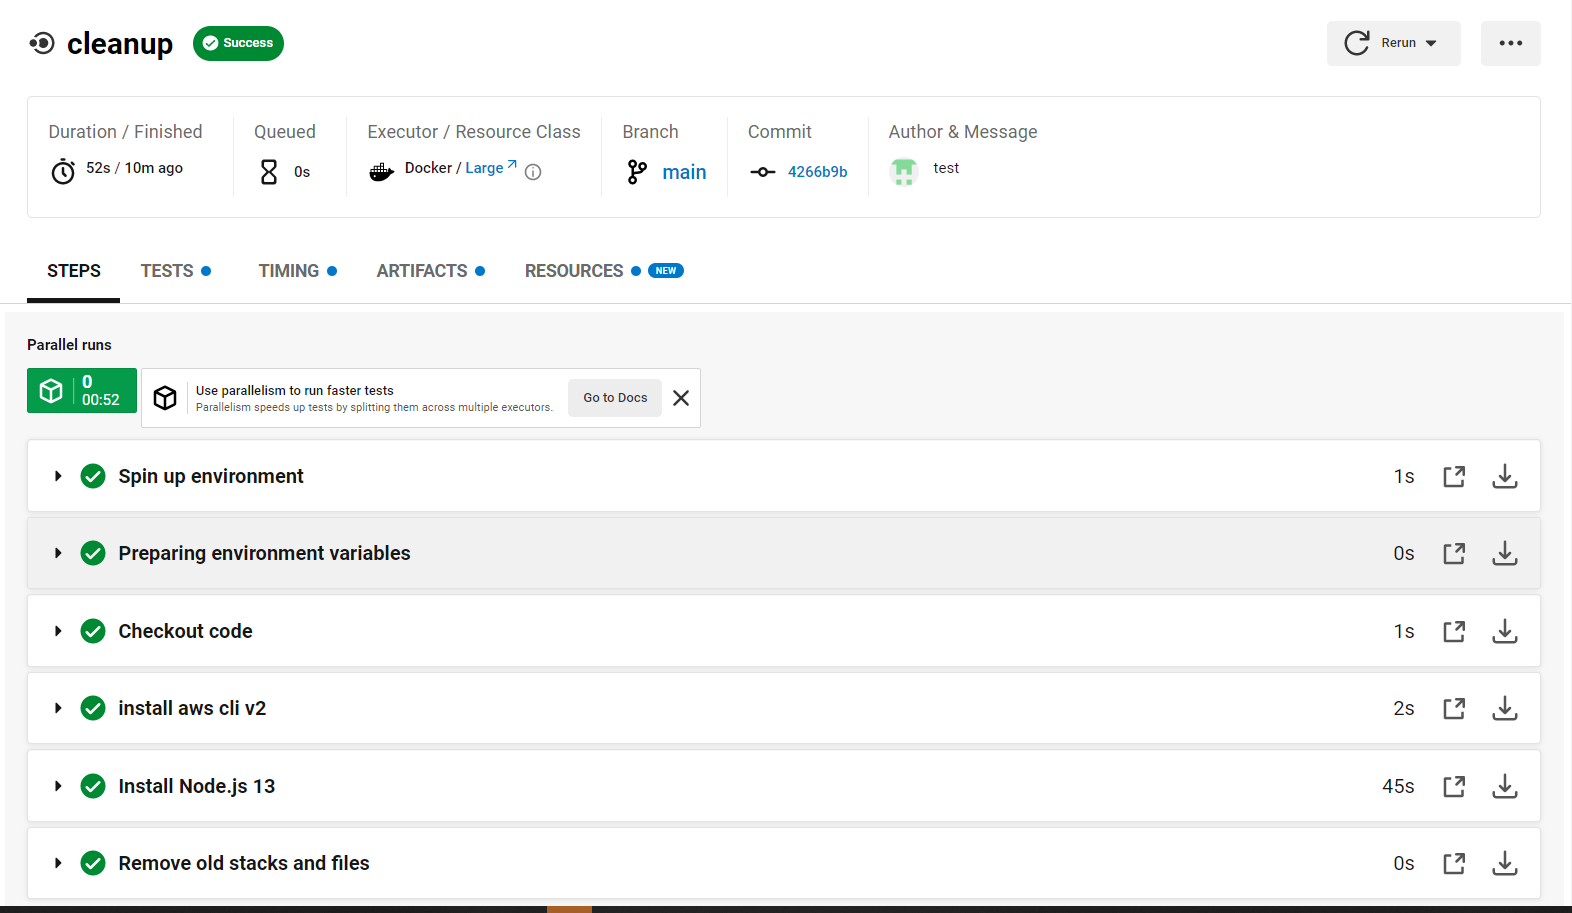 cleanup
Success
Rerun
Duration / Finished
52s / 10m ago
Queued
0s
Executor / Resource Class
Docker / Large
Branch
main
Commit
4266b9b
Author & Message
test
STEPS
TESTS
TIMING
ARTIFACTS
RESOURCES NEW
Parallel runs
0
00:52
Use parallelism to run faster tests
Parallelism speeds up tests by splitting them across multiple executors.
Go to Docs
Spin up environment 1s
Preparing environment variables 0s
Checkout code 1s
install aws cli v2 2s
Install Node.js 13 45s
Remove old stacks and files 0s